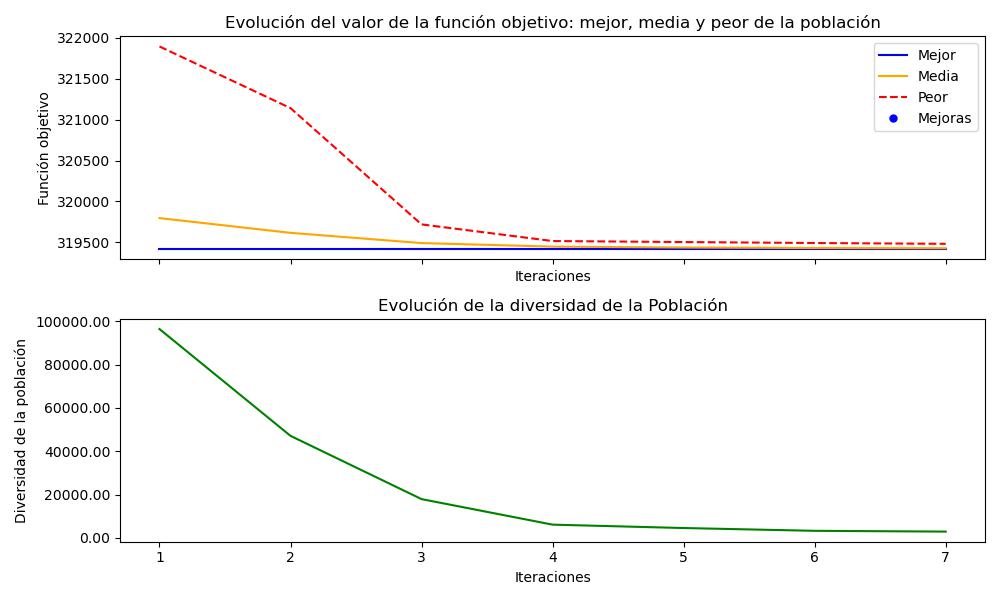 Evolución del valor de la función objetivo: mejor, media y peor de la población
322000
321500
321000
320500
320000
319500
Función objetivo
Mejor
Media
Peor
Mejoras
Iteraciones
Evolución de la diversidad de la Población
100000.00
80000.00
60000.00
40000.00
20000.00
0.00
Diversidad de la población
1 2 3 4 5 6 7
Iteraciones